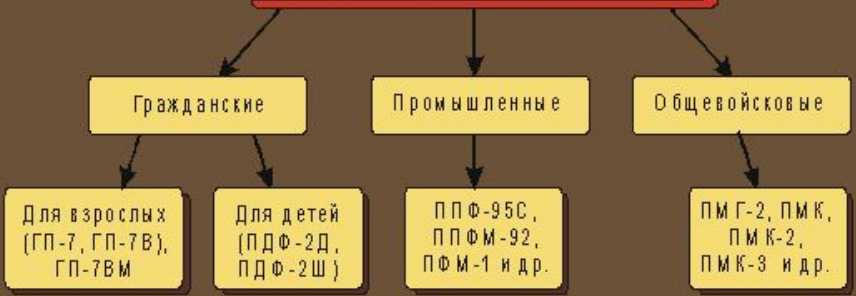 Гражданские
Промышленные
Общевойсковые
Для взрослых
(ГП-7, ГП-7В),
ГП-7ВМ
Для детей
(ПДФ-2Д,
ПДФ-2Ш)
ППФ-95С,
ППФМ-92,
ПФМ-1 и др.
ПМГ-2, ПМК,
ПМК-2,
ПМК-3 и др.